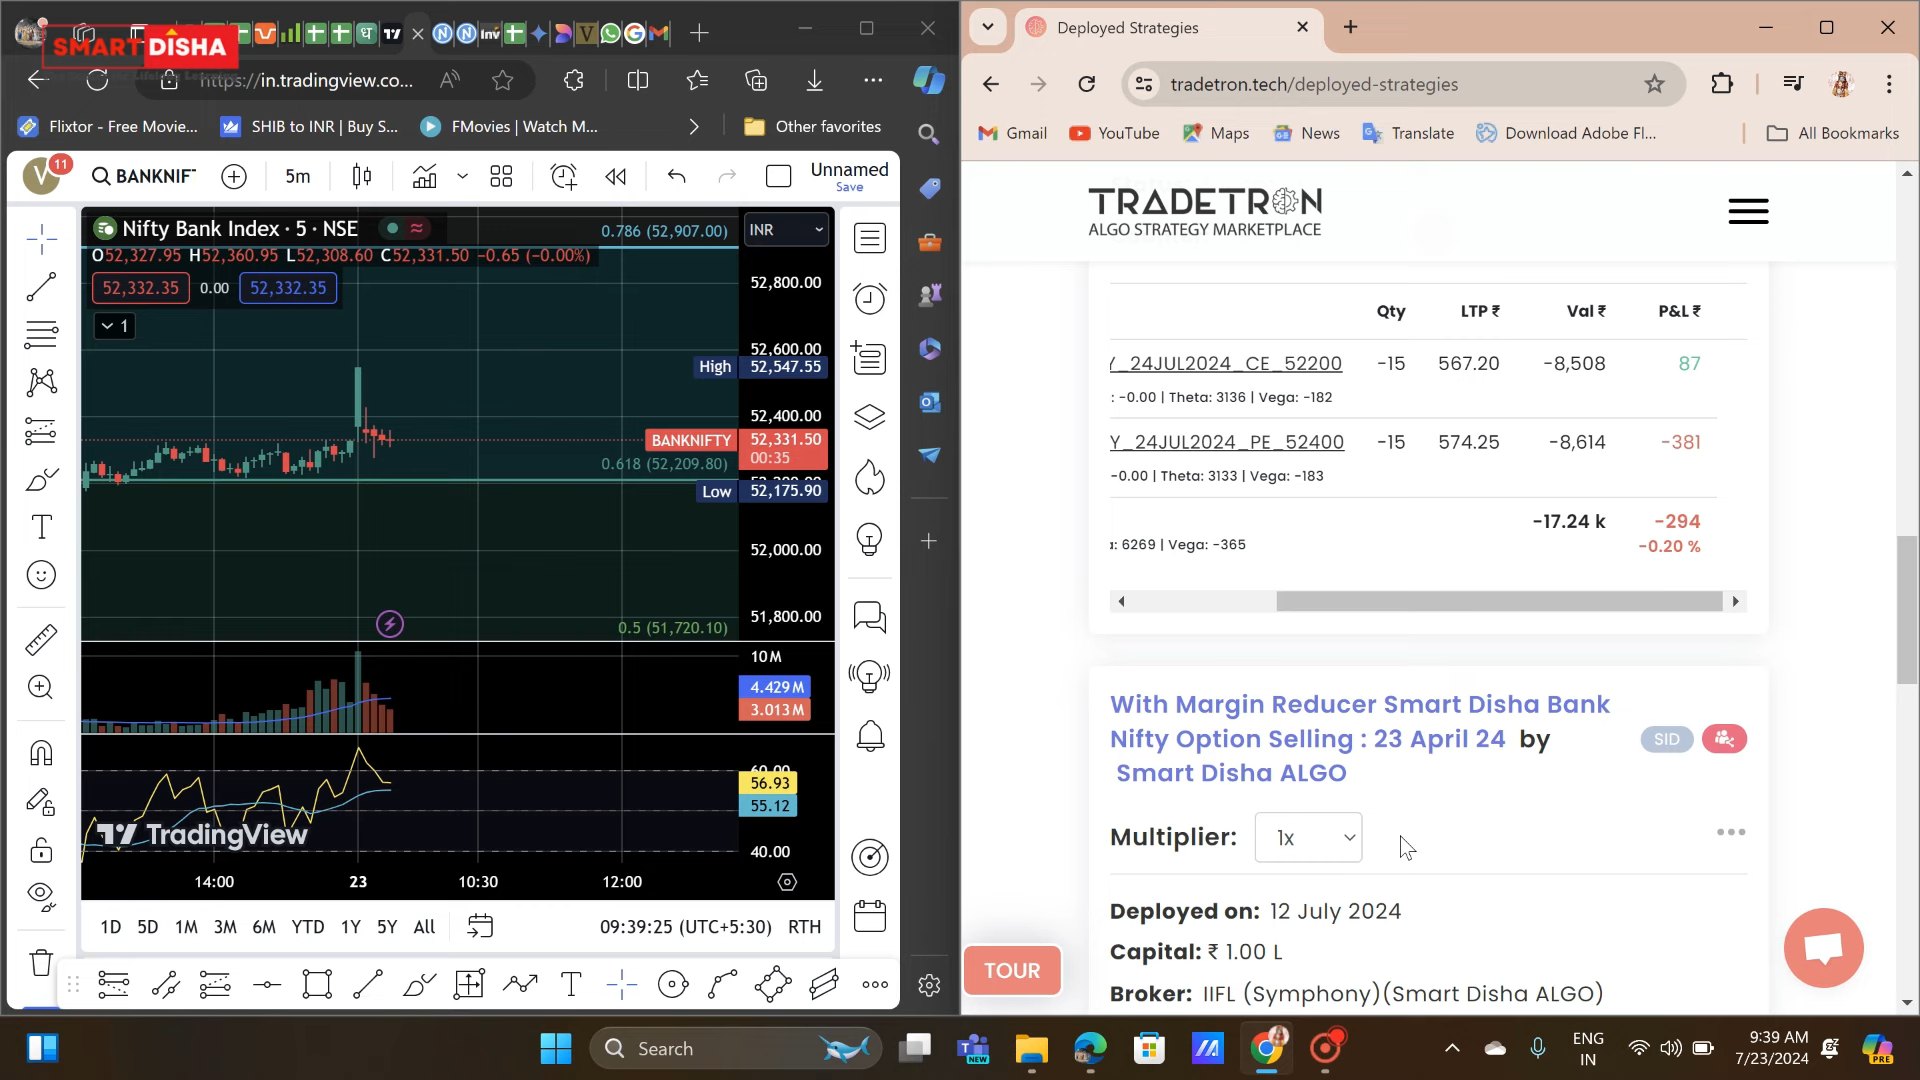 SMART DISHA
https://in.tradingview.co...
Flixtor - Free Movie...
SHIB to INR | Buy S...
FMovies | Watch M...
Other favorites
V
11
BANKNIF
5m
Unnamed
Save
Nifty Bank Index · 5 · NSE
O52,327.95 H52,360.95 L52,308.60 C52,331.50 -0.65 (-0.00%)
52,332.35
0.00
52,332.35
1
0.786 (52,907.00)
INR
52,800.00
52,600.00
High 52,547.55
52,400.00
BANKNIFTY 52,331.50
00:35
0.618 (52,209.80)
Low 52,175.90
52,000.00
51,800.00
0.5 (51,720.10)
10M
4.429M
3.013M
60.00
56.93
55.12
40.00
TradingView
14:00 23 10:30 12:00
1D 5D 1M 3M 6M YTD 1Y 5Y All
09:39:25 (UTC+5:30) RTH
Deployed Strategies
tradetron.tech/deployed-strategies
Gmail YouTube Maps News Translate Download Adobe Fl...
All Bookmarks
TRADETRON
ALGO STRATEGY MARKETPLACE
Qty LTP ₹ Val ₹ P&L ₹
Y_24JUL2024_CE_52200 -15 567.20 -8,508 87
: -0.00 | Theta: 3136 | Vega: -182
Y_24JUL2024_PE_52400 -15 574.25 -8,614 -381
-0.00 | Theta: 3133 | Vega: -183
-17.24 k -294
-0.20 %
: 6269 | Vega: -365
With Margin Reducer Smart Disha Bank
Nifty Option Selling : 23 April 24 by
Smart Disha ALGO
SID
Multiplier: 1x
Deployed on: 12 July 2024
Capital: ₹ 1.00 L
Broker: IIFL (Symphony)(Smart Disha ALGO)
TOUR
Search
NEW
ENG
IN
9:39 AM
7/23/2024
PRE